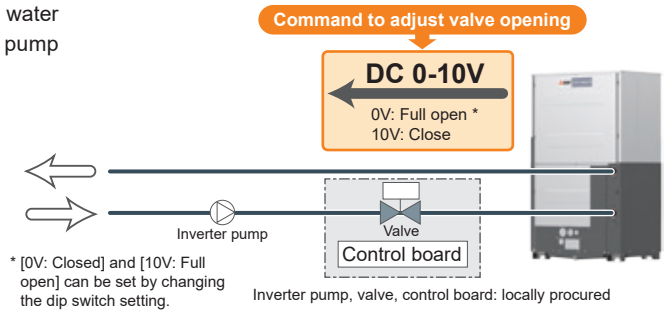 water
pump
Command to adjust valve opening
DC 0-10V
0V: Full open *
10V: Close
Inverter pump
Valve
Control board
* [0V: Closed] and [10V: Full
open] can be set by changing
the dip switch setting.
Inverter pump, valve, control board: locally procured